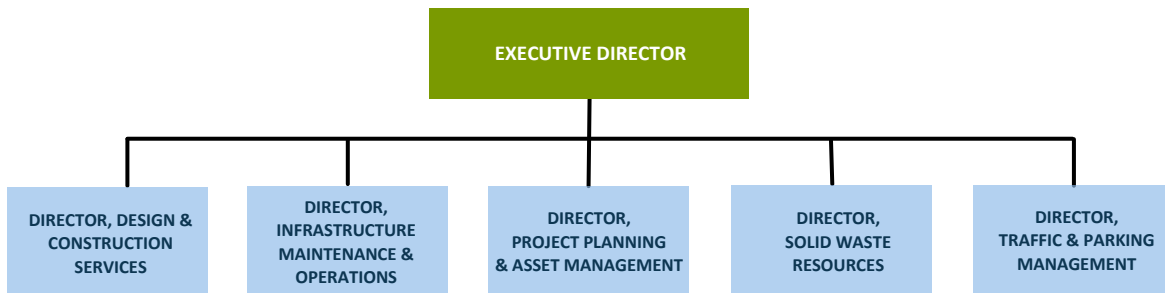 EXECUTIVE DIRECTOR
DIRECTOR, DESIGN &
CONSTRUCTION
SERVICES
DIRECTOR,
INFRASTRUCTURE
MAINTENANCE &
OPERATIONS
DIRECTOR,
PROJECT PLANNING
& ASSET MANAGEMENT
DIRECTOR,
SOLID WASTE
RESOURCES
DIRECTOR,
TRAFFIC & PARKING
MANAGEMENT